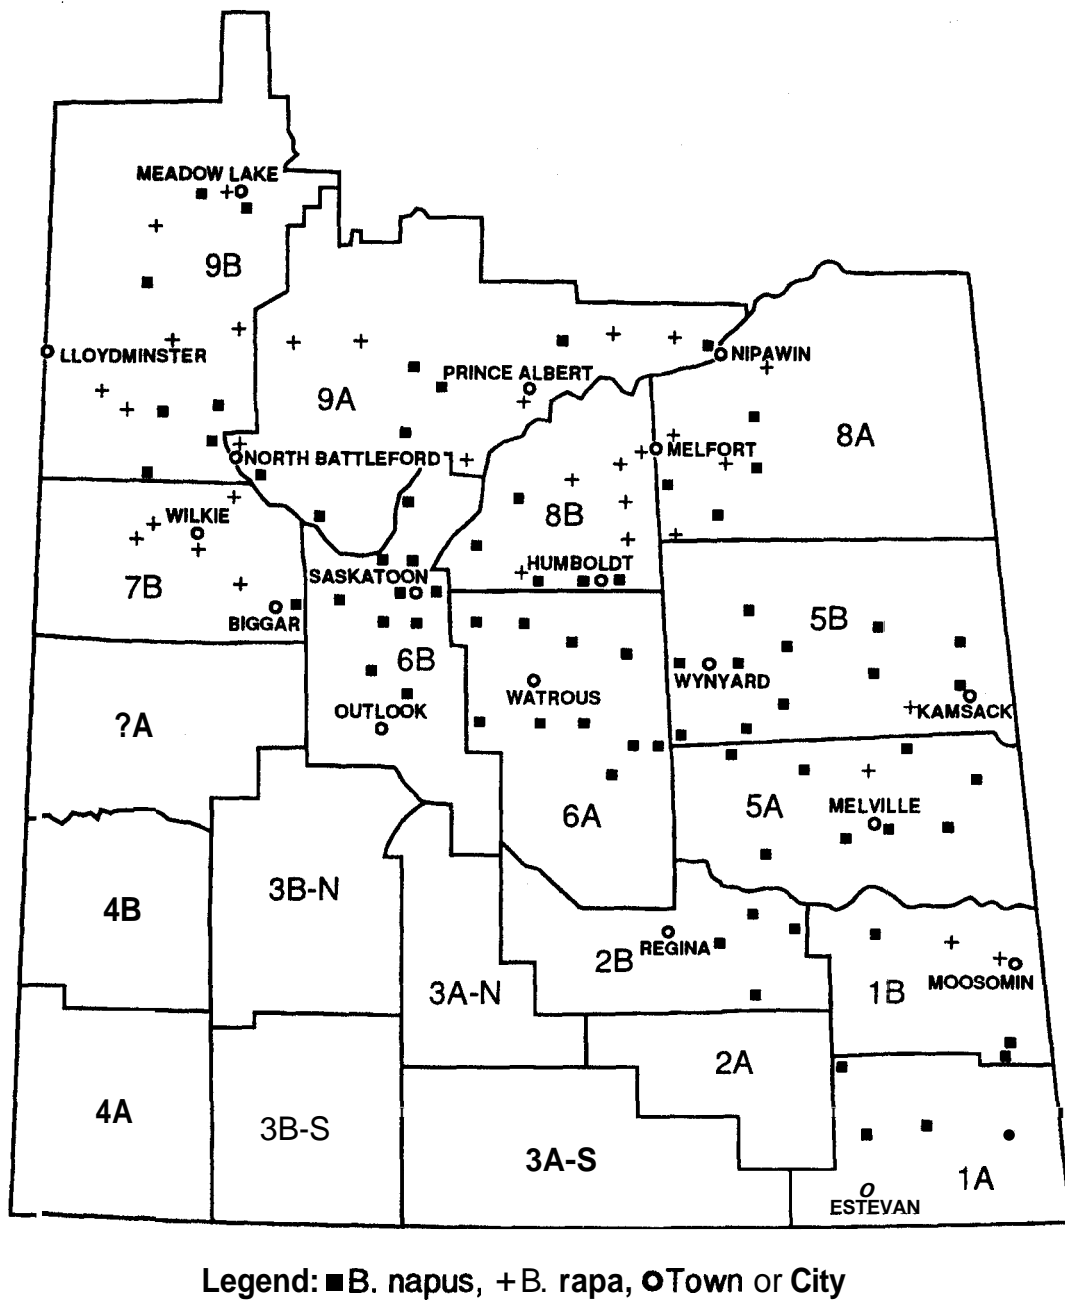 MEADOW LAKE
9B
LLOYDMINSTER
NIPAWIN
PRINCE ALBERT
9A
8A
MELFORT
NORTH BATTLEFORD
WILKIE
8B
HUMBOLDT
SASKATOON
7B
BIGGAR
5B
6B
WYNYARD
WATROUS
KAMSACK
OUTLOOK
?A
5A
MELVILLE
6A
3B-N
4B
REGINA
2B
MOOSOMIN
1B
3A-N
2A
4A
3B-S
3A-S
1A
ESTEVAN
Legend: ■ B. napus, + B. rapa, O Town or City